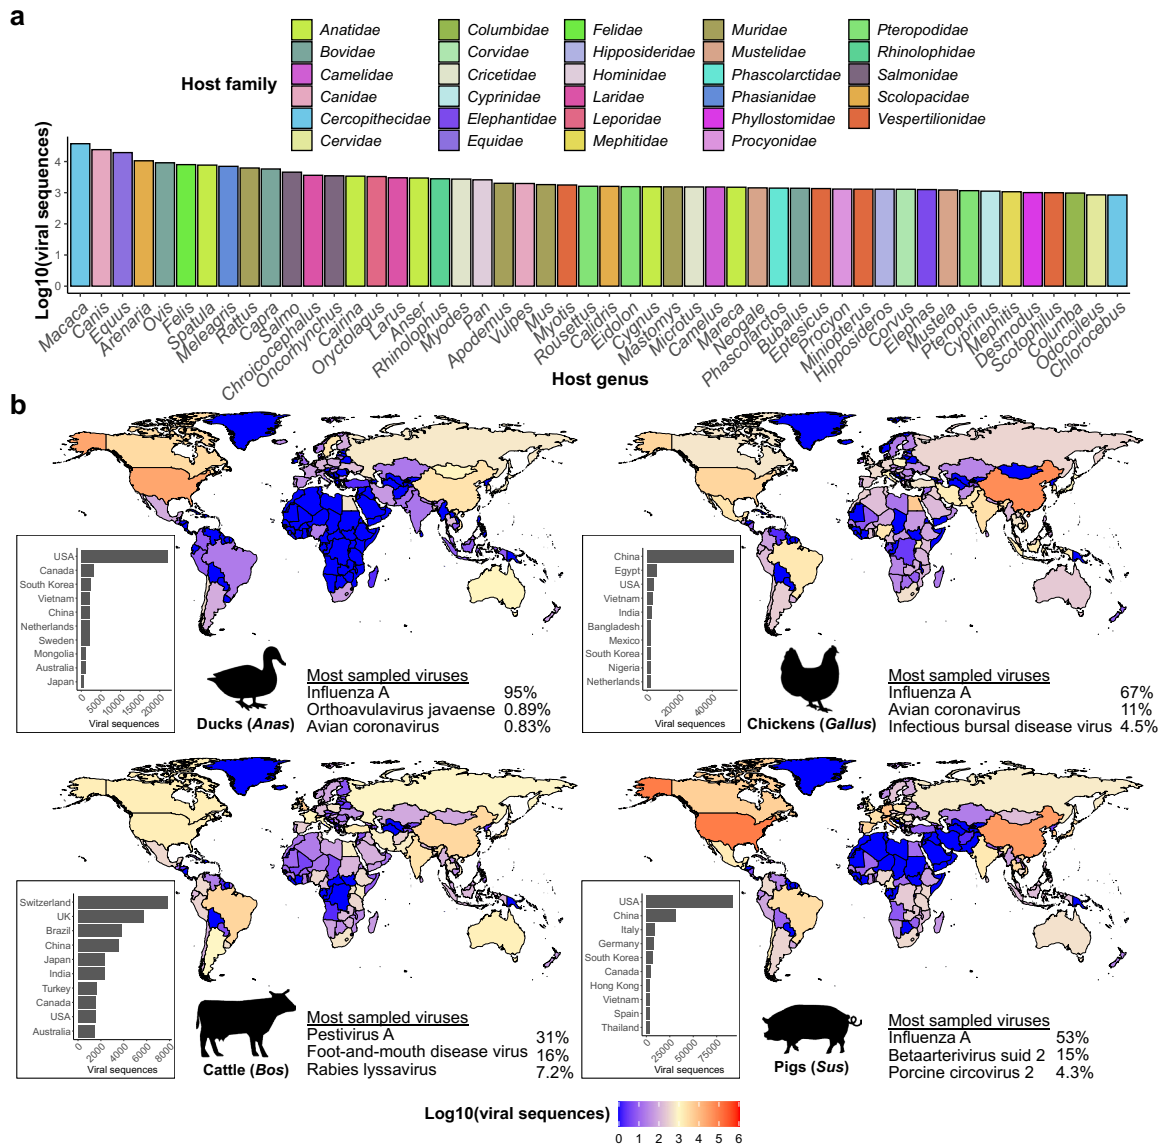 a
Host family
Anatidae
Bovidae
Camelidae
Canidae
Cercopithecidae
Cervidae
Columbidae
Corvidae
Cricetidae
Cyprinidae
Elephantidae
Equidae
Felidae
Hipposideridae
Hominidae
Laridae
Leporidae
Mephitidae
Muridae
Mustelidae
Phascolarctidae
Phasianidae
Phyllostomidae
Procyonidae
Pteropodidae
Rhinolophidae
Salmonidae
Scolopacidae
Vespertilionidae
Log10(viral sequences)
4
3
2
1
0
Macaca
Canis
Equus
Arenaria
Ovis
Felis
Spatula
Meleagris
Rattus
Capra
Salmo
Chroicocephalus
Oncorhynchus
Cairina
Oryctolagus
Larus
Anser
Rhinolophus
Myodes
Pan
Apodemus
Vulpes
Mus
Myotis
Rousettus
Calidris
Eidolon
Cygnus
Mastomys
Microtus
Camelus
Mareca
Neogale
Phascolarctos
Bubalus
Eptesicus
Procyon
Miniopterus
Hipposideros
Corvus
Elephas
Mustela
Pteropus
Cyprinus
Mephitis
Desmodus
Scotophilus
Columba
Odocoileus
Chlorocebus
Host genus
b
USA
Canada
South Korea
Vietnam
China
Netherlands
Sweden
Mongolia
Australia
Japan
0
5000
10000
15000
20000
Viral sequences
Ducks (Anas)
Most sampled viruses
Influenza A 95%
Orthoavulavirus javaense 0.89%
Avian coronavirus 0.83%
China
Egypt
USA
Vietnam
India
Bangladesh
Mexico
South Korea
Nigeria
Netherlands
0
20000
40000
Viral sequences
Chickens (Gallus)
Most sampled viruses
Influenza A 67%
Avian coronavirus 11%
Infectious bursal disease virus 4.5%
Switzerland
UK
Brazil
China
Japan
India
Turkey
Canada
USA
Australia
0
2000
4000
6000
8000
Viral sequences
Cattle (Bos)
Most sampled viruses
Pestivirus A 31%
Foot-and-mouth disease virus 16%
Rabies lyssavirus 7.2%
USA
China
Italy
Germany
South Korea
Canada
Hong Kong
Vietnam
Spain
Thailand
0
25000
50000
75000
Viral sequences
Pigs (Sus)
Most sampled viruses
Influenza A 53%
Betaarterivirus suid 2 15%
Porcine circovirus 2 4.3%
Log10(viral sequences)
0 1 2 3 4 5 6